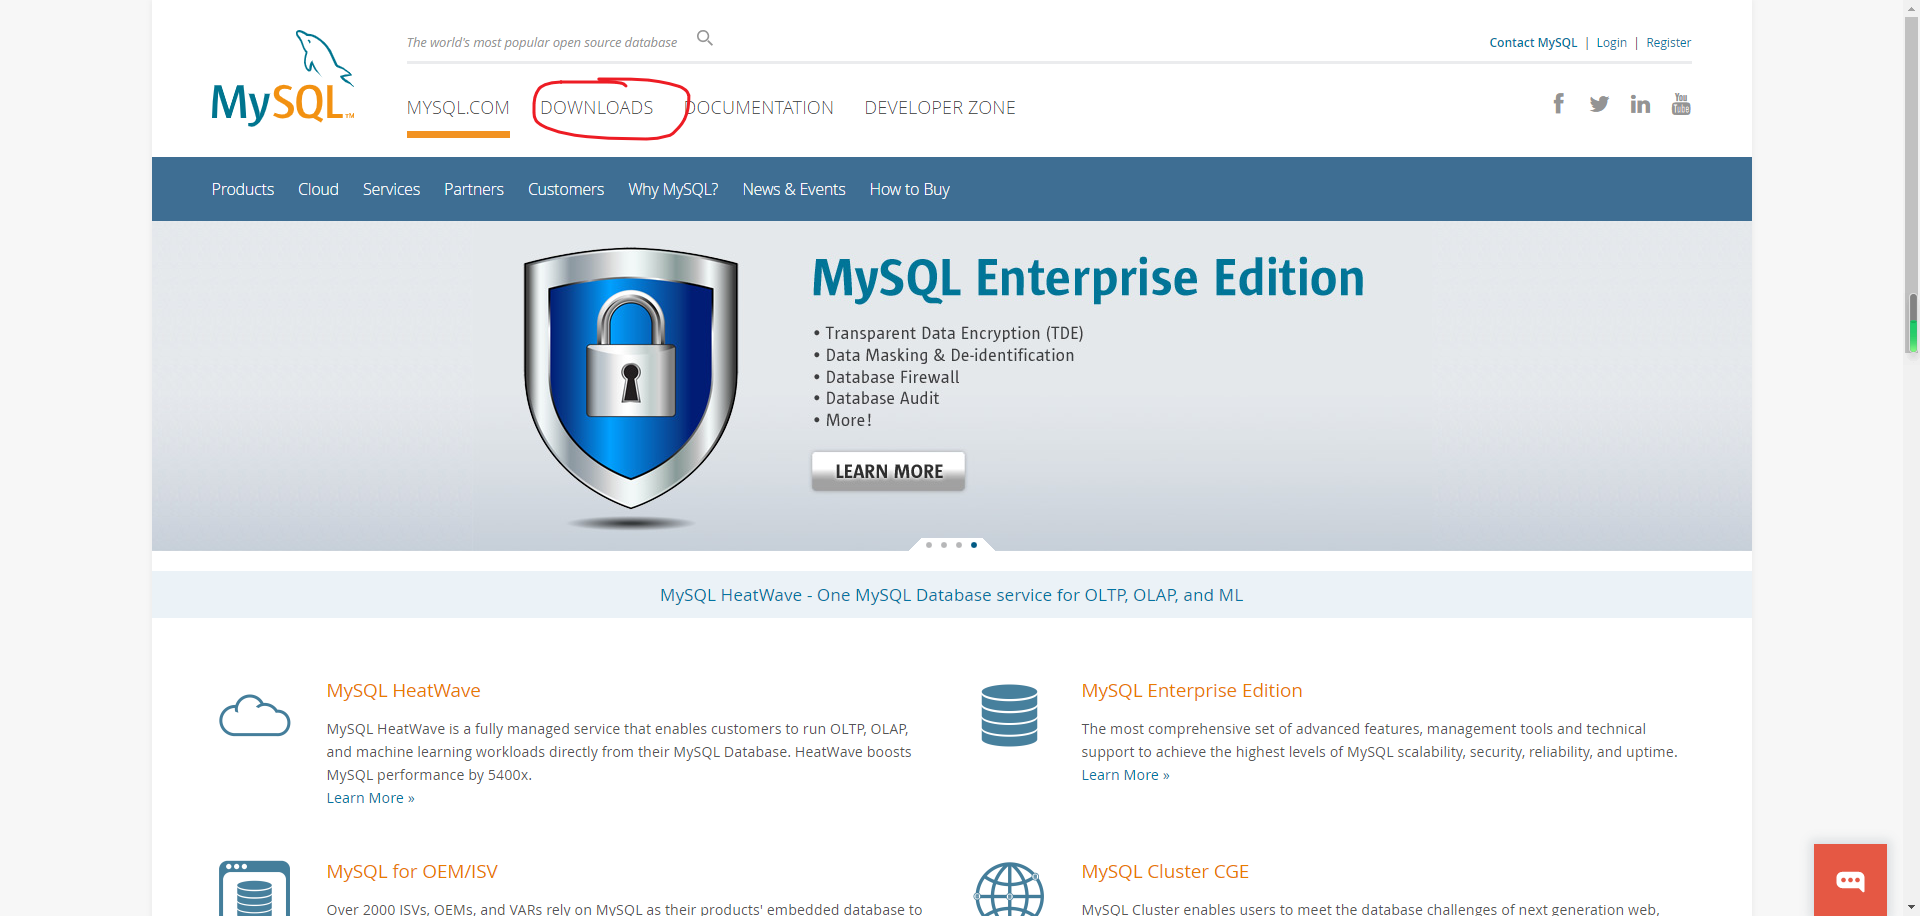 The world's most popular open source database
Contact MySQL | Login | Register
MySQL™
MYSQL.COM DOWNLOADS DOCUMENTATION DEVELOPER ZONE
You
Tube
Products Cloud Services Partners Customers Why MySQL? News & Events How to Buy
MySQL Enterprise Edition
• Transparent Data Encryption (TDE)
• Data Masking & De-identification
• Database Firewall
• Database Audit
• More!
LEARN MORE
MySQL HeatWave - One MySQL Database service for OLTP, OLAP, and ML
MySQL HeatWave
MySQL HeatWave is a fully managed service that enables customers to run OLTP, OLAP,
and machine learning workloads directly from their MySQL Database. HeatWave boosts
MySQL performance by 5400x.
Learn More »
MySQL Enterprise Edition
The most comprehensive set of advanced features, management tools and technical
support to achieve the highest levels of MySQL scalability, security, reliability, and uptime.
Learn More »
MySQL for OEM/ISV
Over 2000 ISVs, OEMs, and VARs rely on MySQL as their products' embedded database to
MySQL Cluster CGE
MySQL Cluster enables users to meet the database challenges of next generation web,